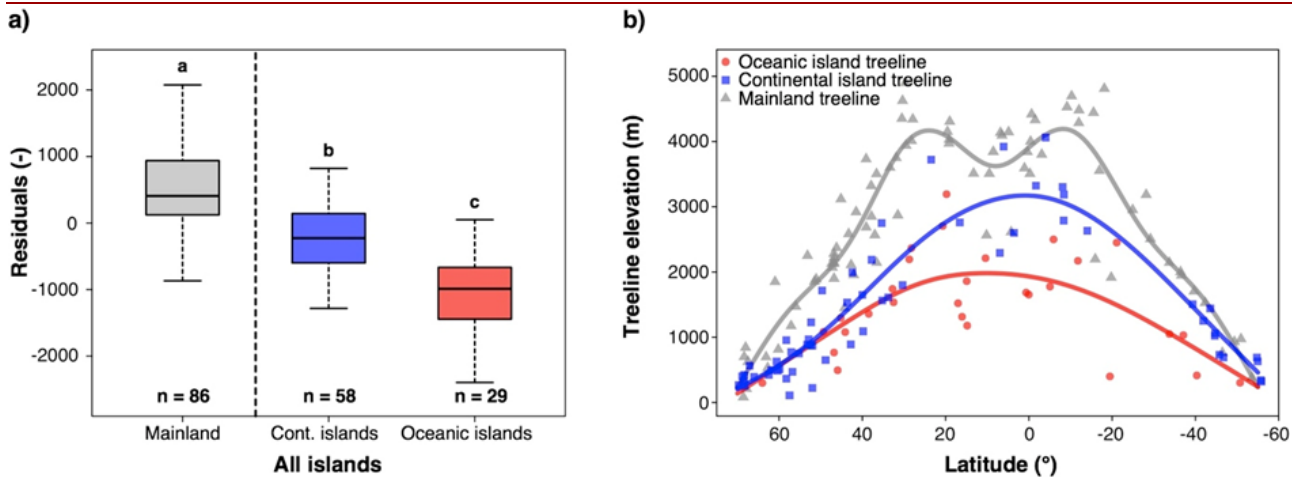 a)
Residuals (-)
2000
1000
0
-1000
-2000
a
b
c
n = 86
n = 58
n = 29
Mainland
Cont. islands
Oceanic islands
All islands
b)
Treeline elevation (m)
5000
4000
3000
2000
1000
0
Oceanic island treeline
Continental island treeline
Mainland treeline
60
40
20
0
-20
-40
-60
Latitude (°)